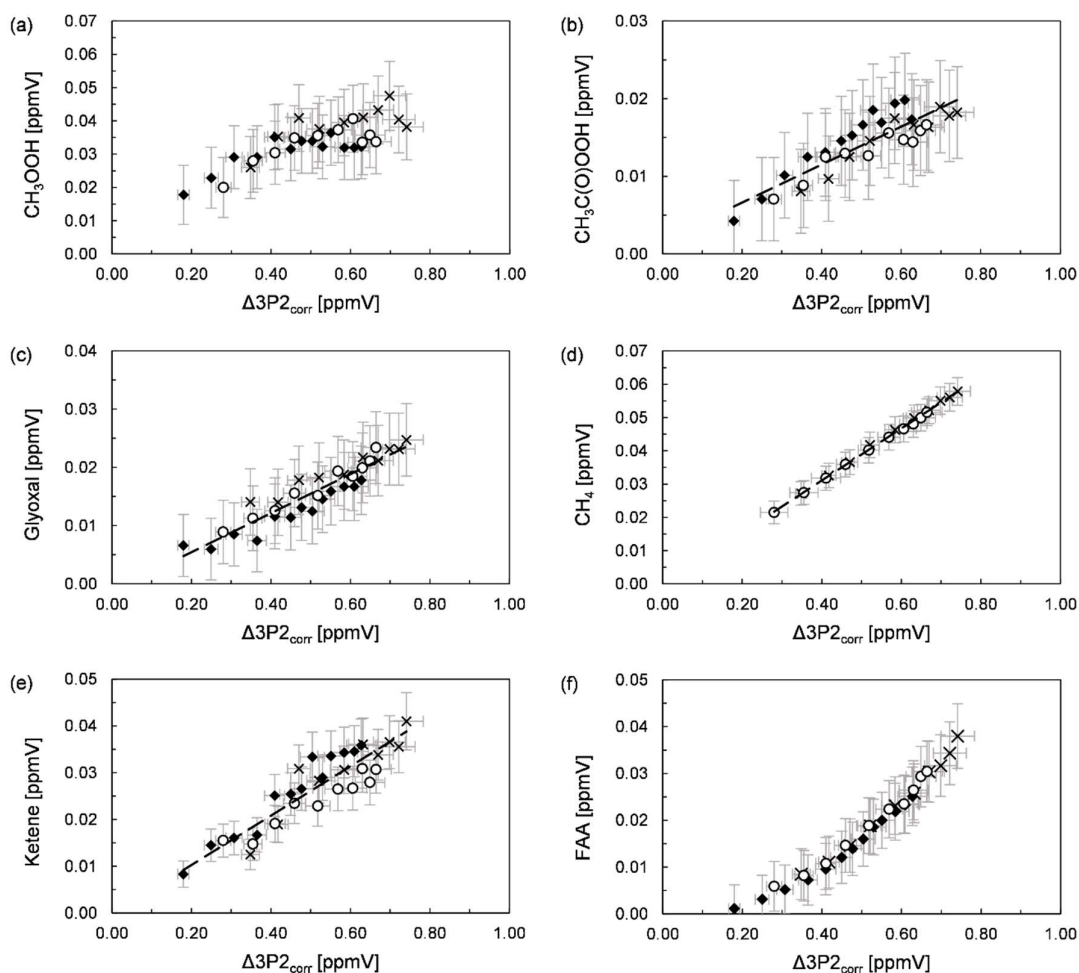 (a)
0.07
0.06
0.05
0.04
0.03
0.02
0.01
0.00
CH₃OOH [ppmV]
0.00 0.20 0.40 0.60 0.80 1.00
Δ3P2corr [ppmV]
(b)
0.03
0.02
0.01
0.00
CH₃C(O)OOH [ppmV]
0.00 0.20 0.40 0.60 0.80 1.00
Δ3P2corr [ppmV]
(c)
0.04
0.03
0.02
0.01
0.00
Glyoxal [ppmV]
0.00 0.20 0.40 0.60 0.80 1.00
Δ3P2corr [ppmV]
(d)
0.07
0.06
0.05
0.04
0.03
0.02
0.01
0.00
CH₄ [ppmV]
0.00 0.20 0.40 0.60 0.80 1.00
Δ3P2corr [ppmV]
(e)
0.05
0.04
0.03
0.02
0.01
0.00
Ketene [ppmV]
0.00 0.20 0.40 0.60 0.80 1.00
Δ3P2corr [ppmV]
(f)
0.05
0.04
0.03
0.02
0.01
0.00
FAA [ppmV]
0.00 0.20 0.40 0.60 0.80 1.00
Δ3P2corr [ppmV]